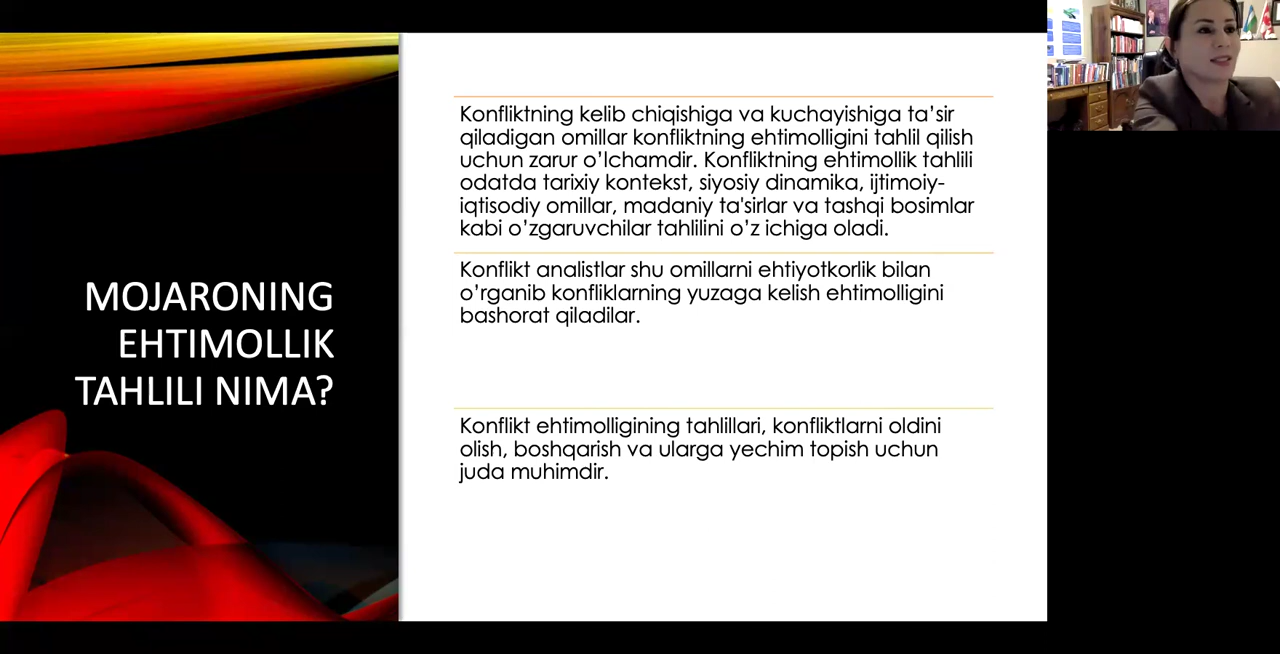 MOJARONING
EHTIMOLLIK
TAHLILI NIMA?
Konfliktning kelib chiqishiga va kuchayishiga ta’sir
qiladigan omillar konfliktning ehtimolligini tahlil qilish
uchun zarur o’lchamdir. Konfliktning ehtimollik tahlili
odatda tarixiy kontekst, siyosiy dinamika, ijtimoiy-
iqtisodiy omillar, madaniy ta'sirlar va tashqi bosimlar
kabi o’zgaruvchilar tahlilini o’z ichiga oladi.
Konflikt analistlar shu omillarni ehtiyotkorlik bilan
o’rganib konfliklarning yuzaga kelish ehtimolligini
bashorat qiladilar.
Konflikt ehtimolligining tahlillari, konfliktlarni oldini
olish, boshqarish va ularga yechim topish uchun
juda muhimdir.